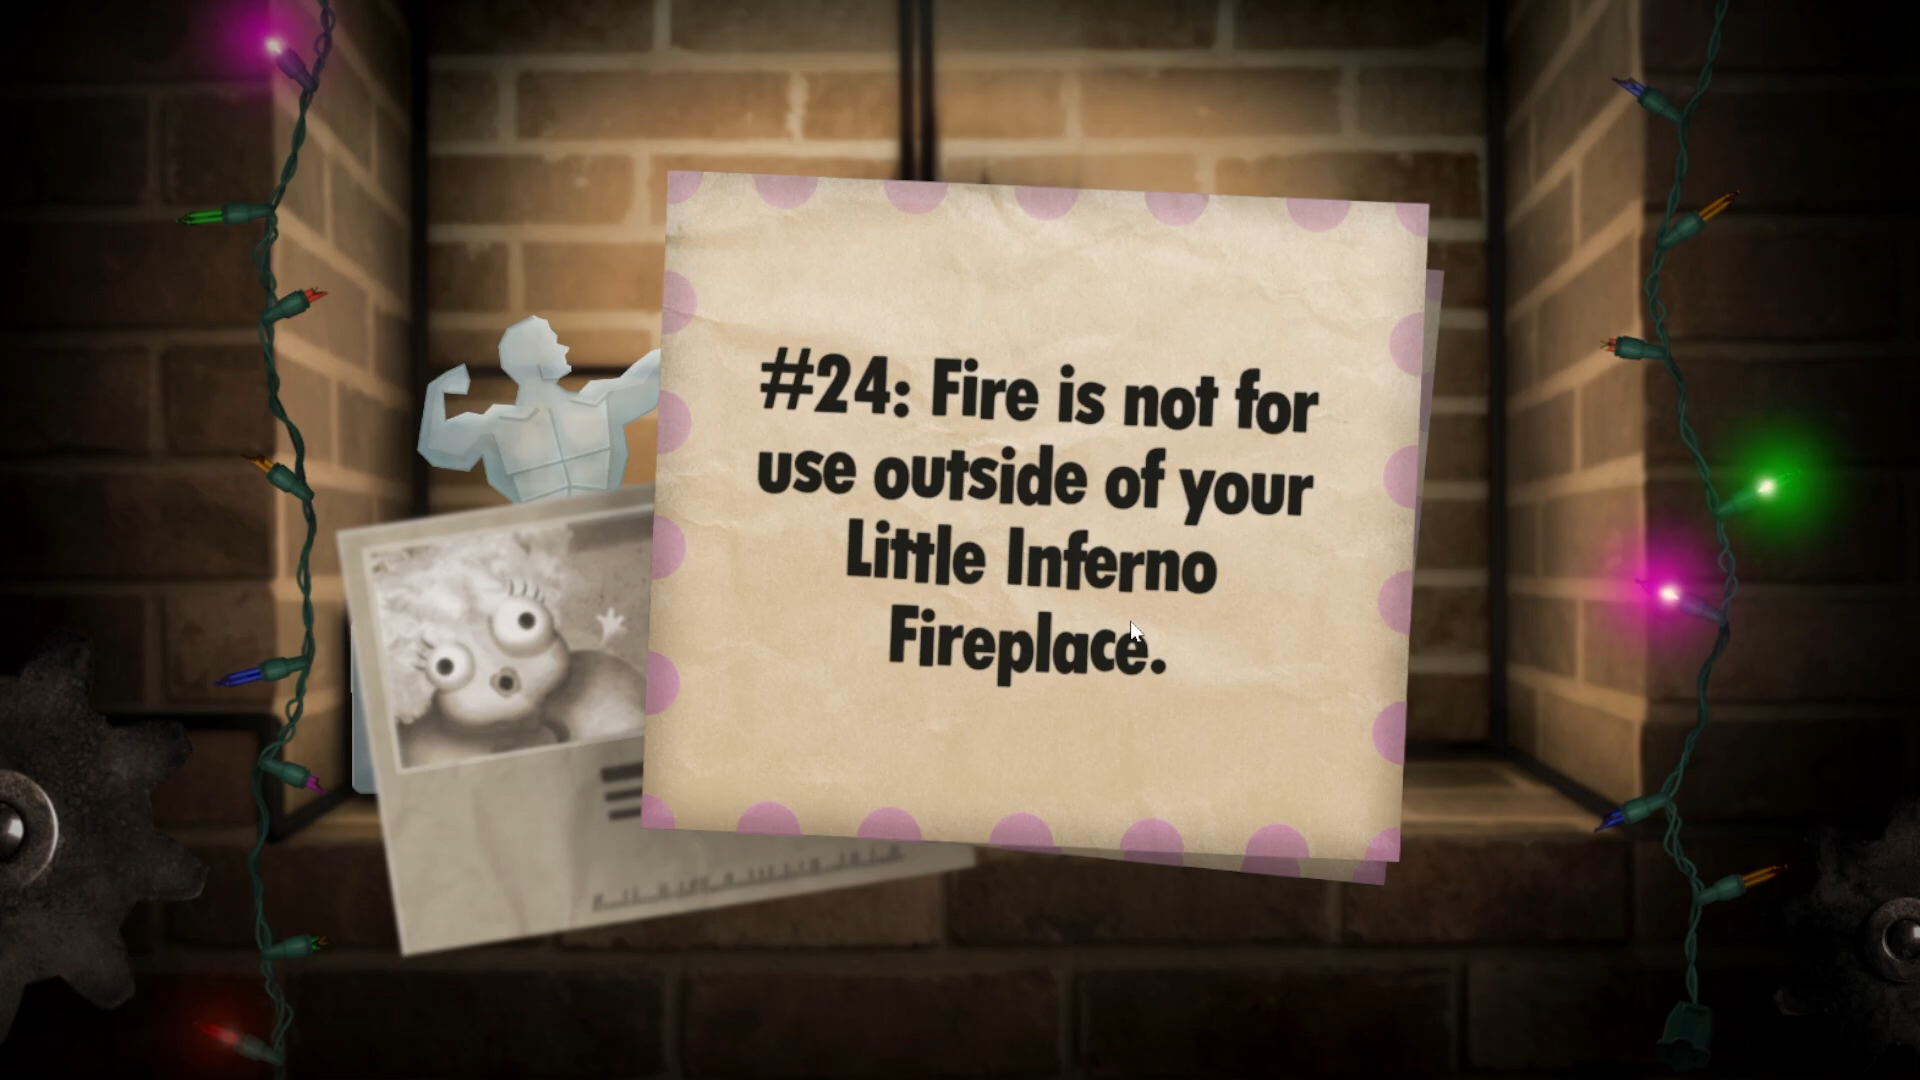 #24: Fire is not for
use outside of your
Little Inferno
Fireplace.